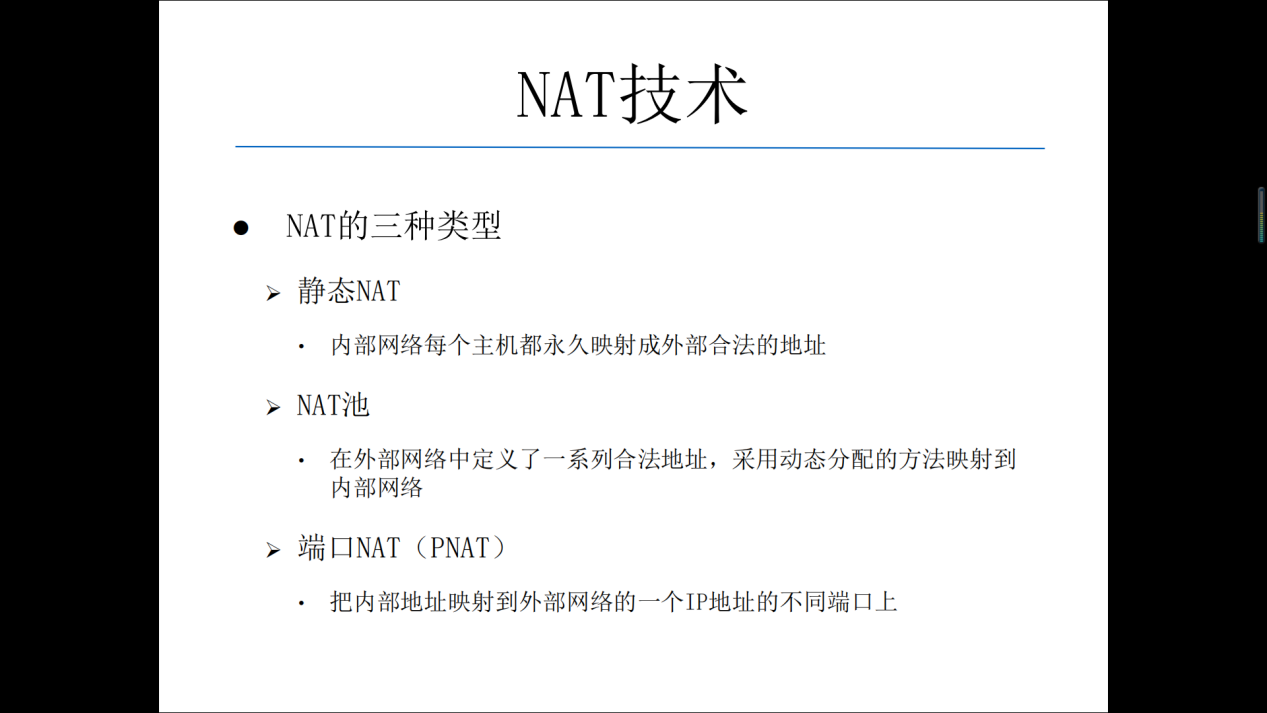 NAT技术
● NAT的三种类型
➢ 静态NAT
• 内部网络每个主机都永久映射成外部合法的地址
➢ NAT池
• 在外部网络中定义了一系列合法地址，采用动态分配的方法映射到
内部网络
➢ 端口NAT（PNAT）
• 把内部地址映射到外部网络的一个IP地址的不同端口上